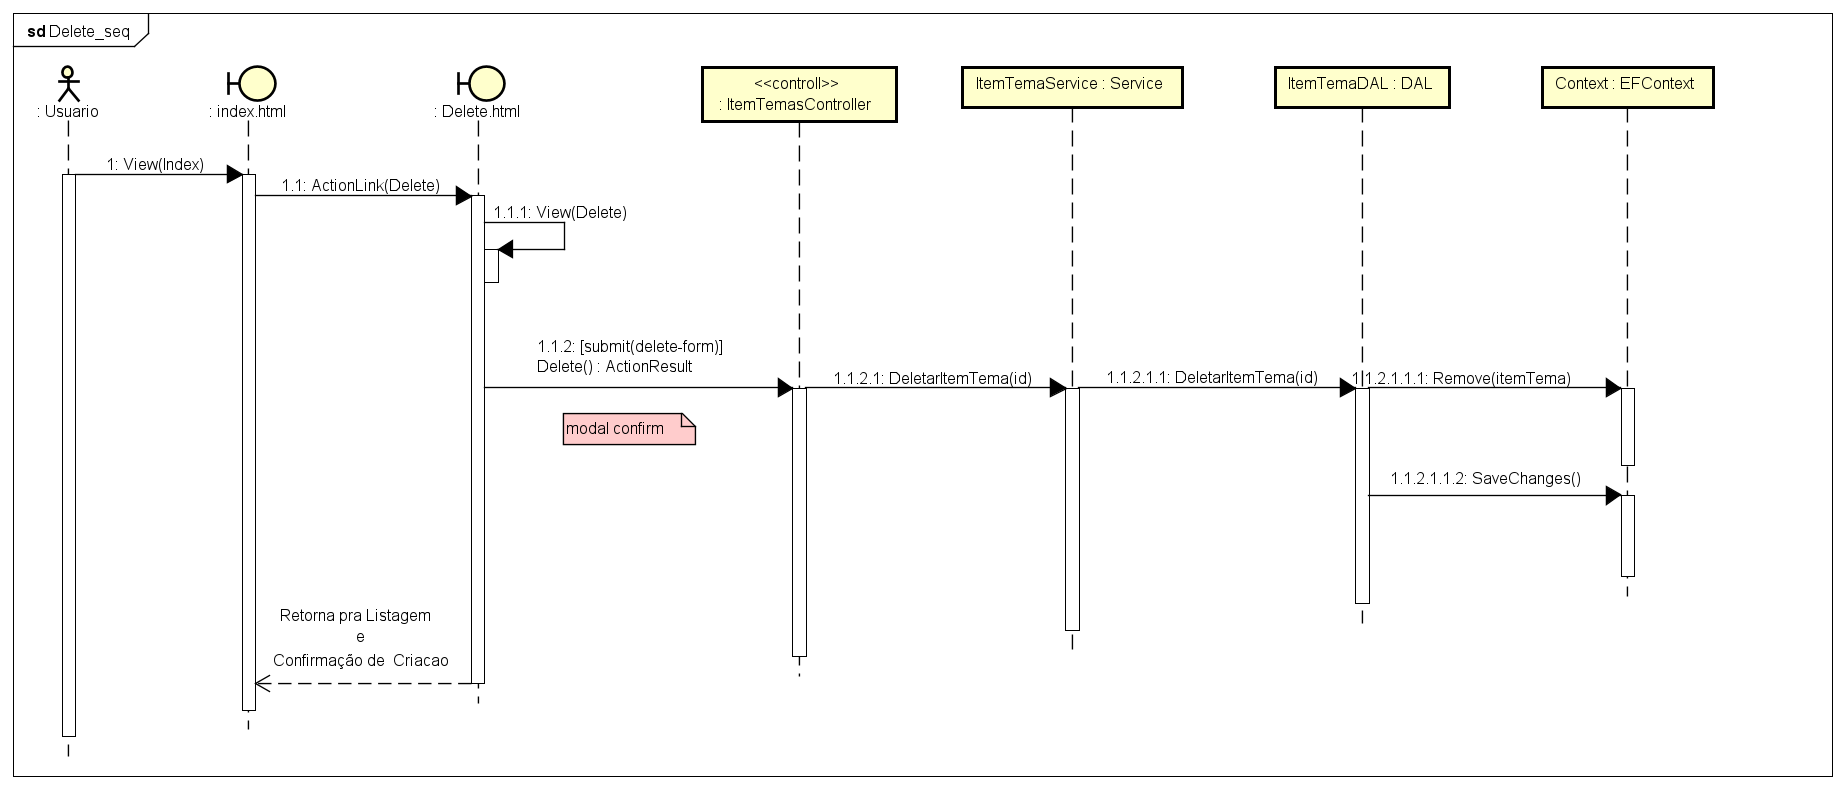 sd Delete_seq
: Usuario
: index.html
: Delete.html
<<controll>>
: ItemTemasController
ItemTemaService : Service
ItemTemaDAL : DAL
Context : EFContext
1: View(Index)
1.1: ActionLink(Delete)
1.1.1: View(Delete)
1.1.2: [submit(delete-form)]
Delete() : ActionResult
1.1.2.1: DeletarItemTema(id)
1.1.2.1.1: DeletarItemTema(id)
1.1.2.1.1.1: Remove(itemTema)
modal confirm
1.1.2.1.1.2: SaveChanges()
Retorna pra Listagem
e
Confirmação de  Criacao